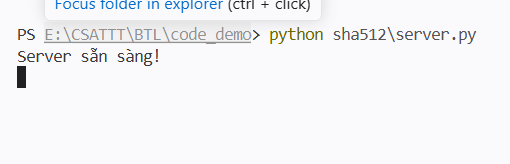 Focus folder in explorer (ctrl + click)
PS E:\CSATTT\BTL\code_demo> python sha512\server.py
Server sẵn sàng!